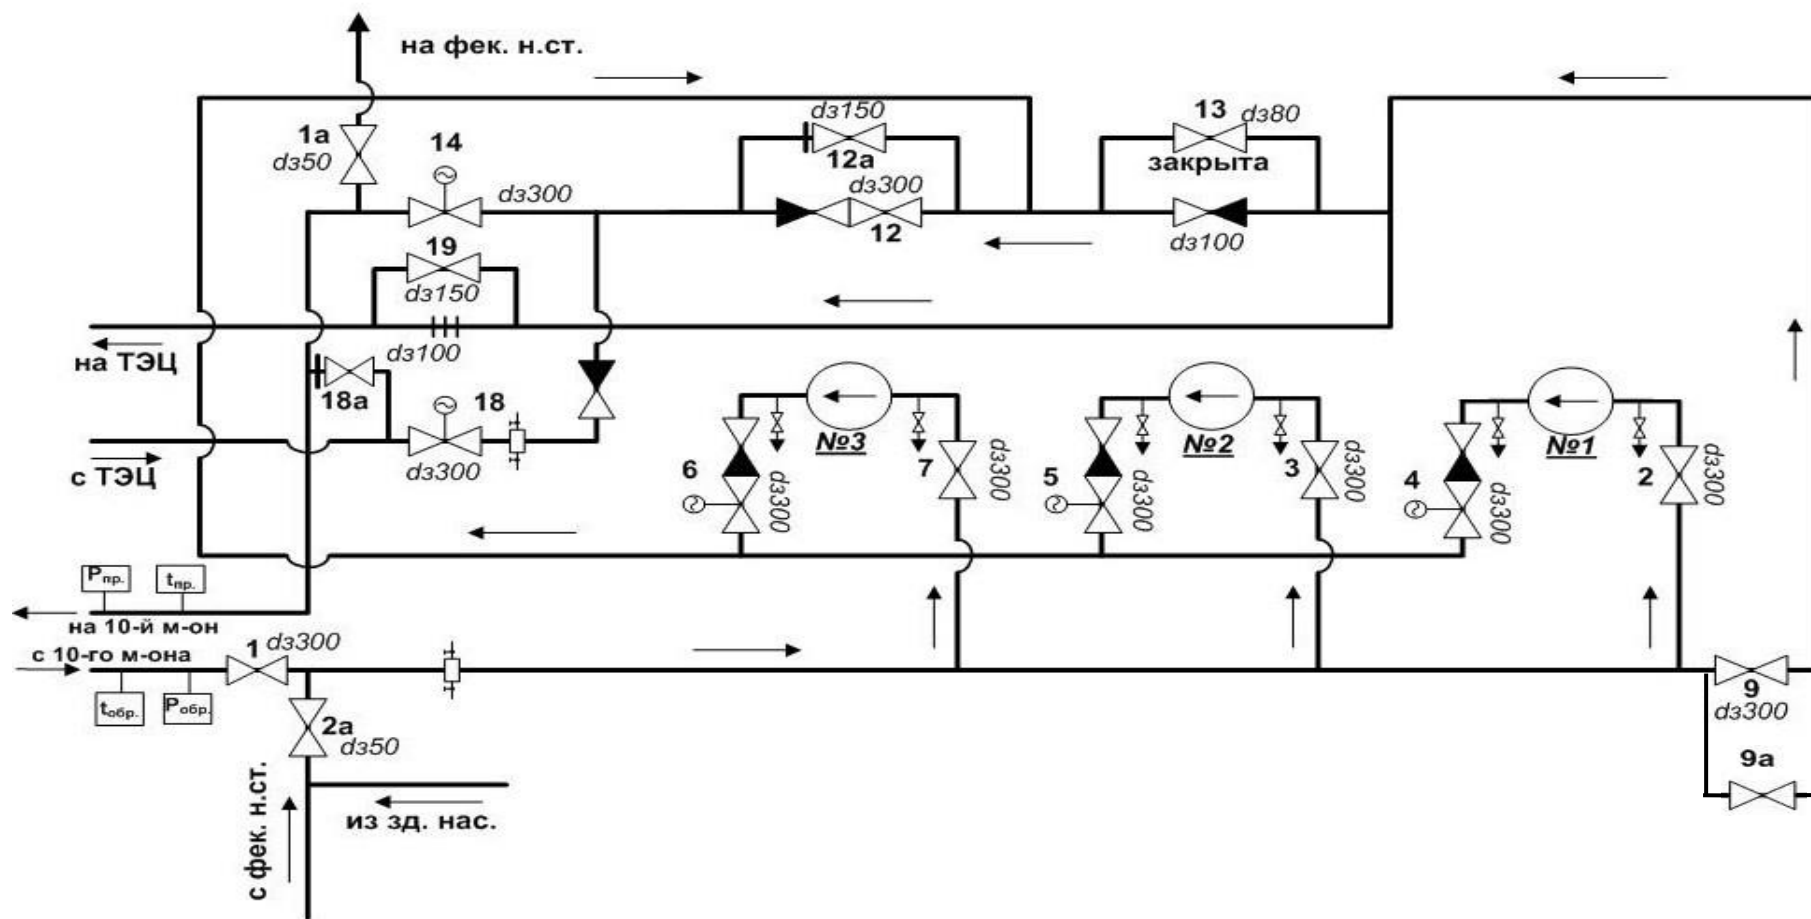 на фек. н.ст.
1а
dз50
14
dз300
dз150
12а
dз300
12
13
dз80
закрыта
dз100
19
dз150
dз100
на ТЭЦ
18а
18
dз300
с ТЭЦ
№3
№2
№1
6
dз300
7
dз300
5
dз300
3
dз300
4
dз300
2
dз300
Pпр.
tпр.
на 10-й м-он
с 10-го м-она
1
dз300
tобр.
Pобр.
2а
dз50
9
dз300
9а
с фек. н.ст.
из зд. нас.